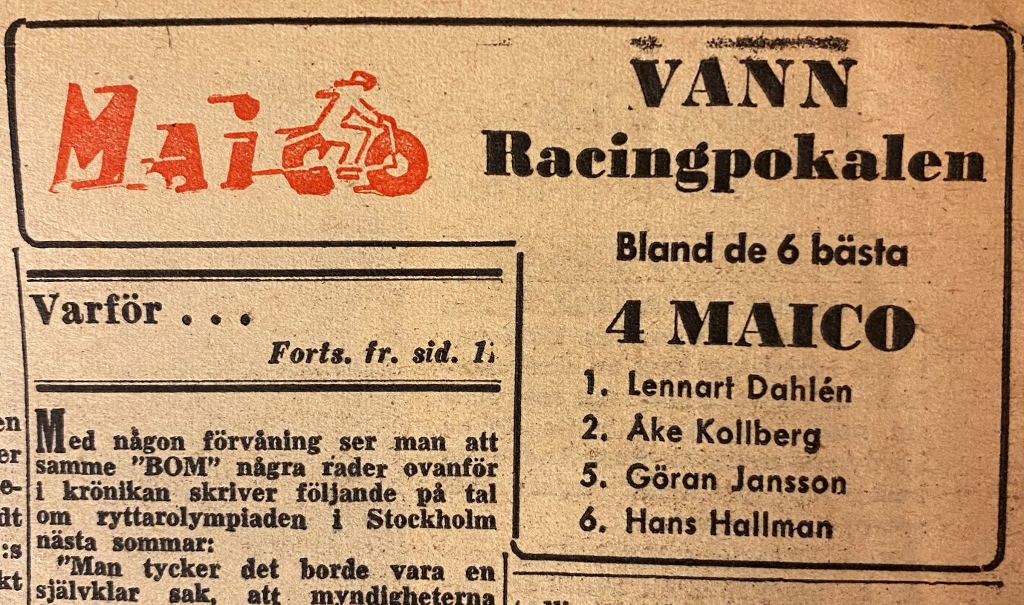 Maico
VANN
Racingpokalen
Bland de 6 bästa
4 MAICO
1. Lennart Dahlén
2. Åke Kollberg
5. Göran Jansson
6. Hans Hallman
Varför . . .
Forts. fr. sid.
Med någon förvåning ser man att
samme "BOM" några rader ovanför
i krönikan skriver följande på tal
om ryttarolympiaden i Stockholm
nästa sommar:
"Man tycker det borde vara en
självklar sak, att myndigheterna